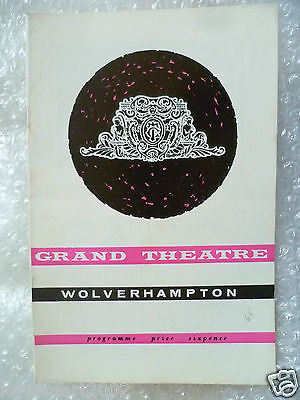 GRAND THEATRE
WOLVERHAMPTON
programme price sixpence